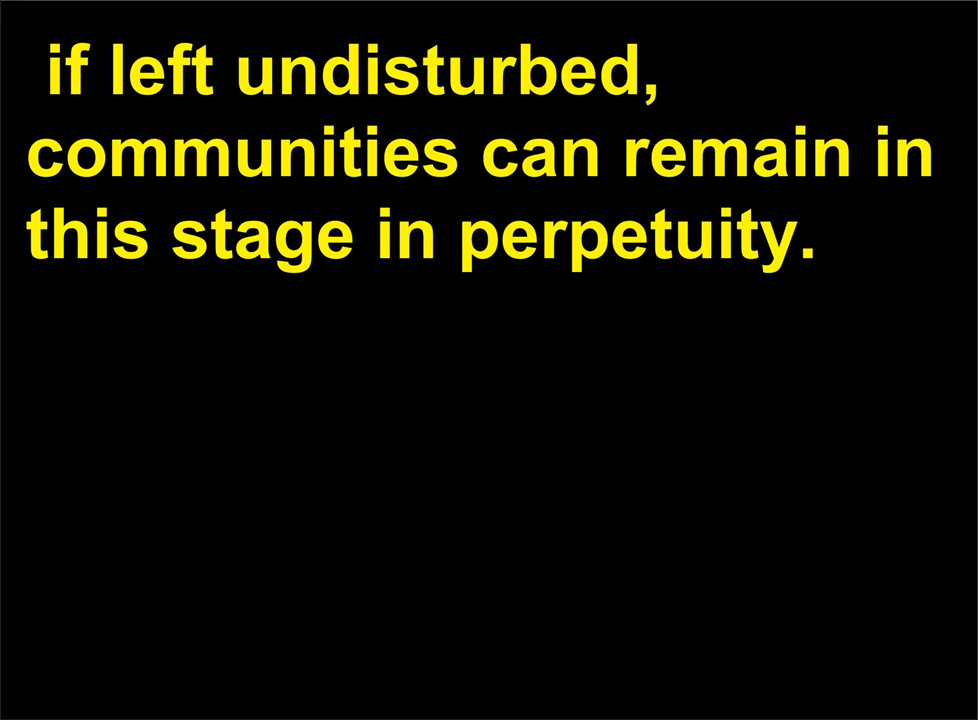 if left undisturbed,
communities can remain in
this stage in perpetuity.